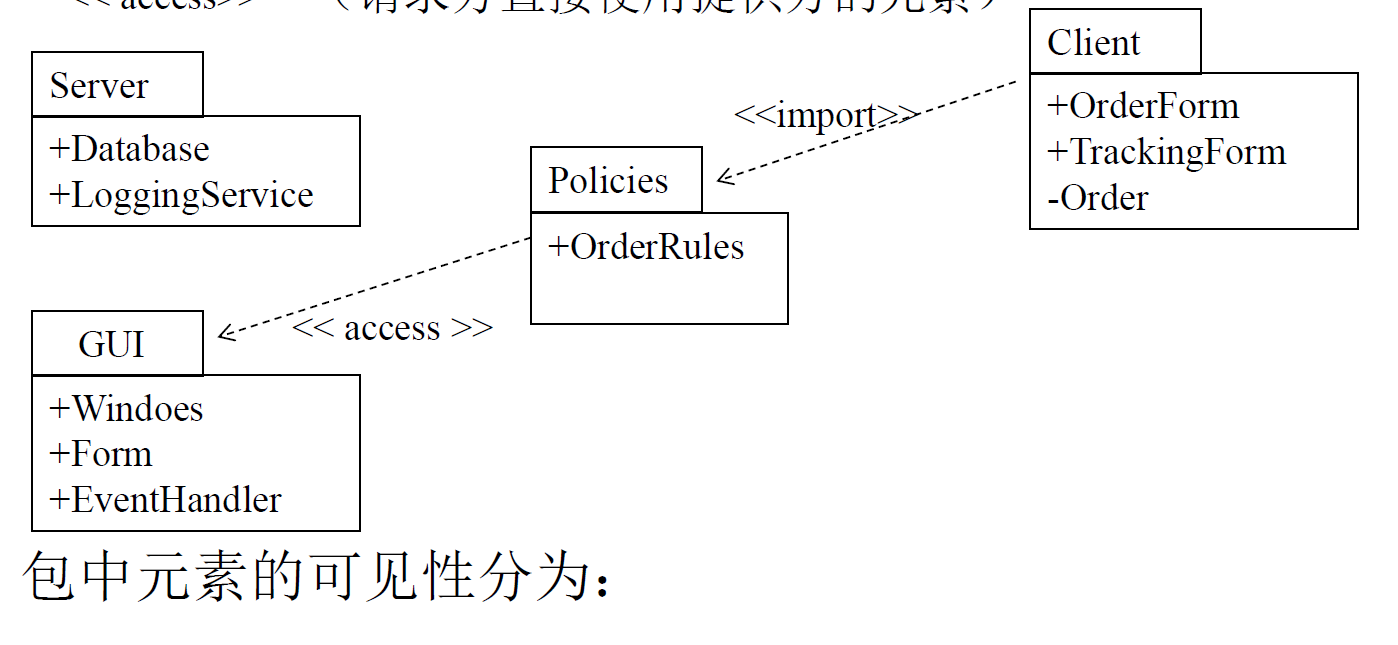 << access>> （请求方直接使用提供方的元素）
Server
+Database
+LoggingService
Client
+OrderForm
+TrackingForm
-Order
<<import>>
Policies
+OrderRules
<< access >>
GUI
+Windoes
+Form
+EventHandler
包中元素的可见性分为：